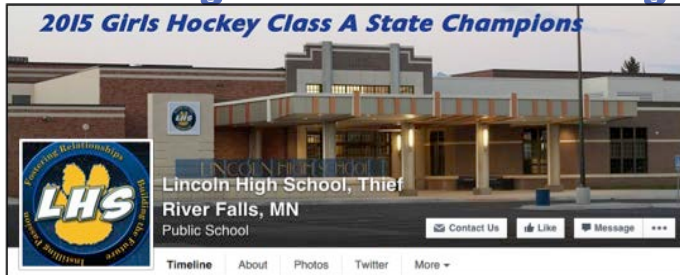 2015 Girls Hockey Class A State Champions
LINCOLN HIGH SCHOOL
Fostering Relationships
Building the Future
Instilling Passion
LHS
Lincoln High School, Thief
River Falls, MN
Public School
Contact Us
Like
Message
Timeline About Photos Twitter More